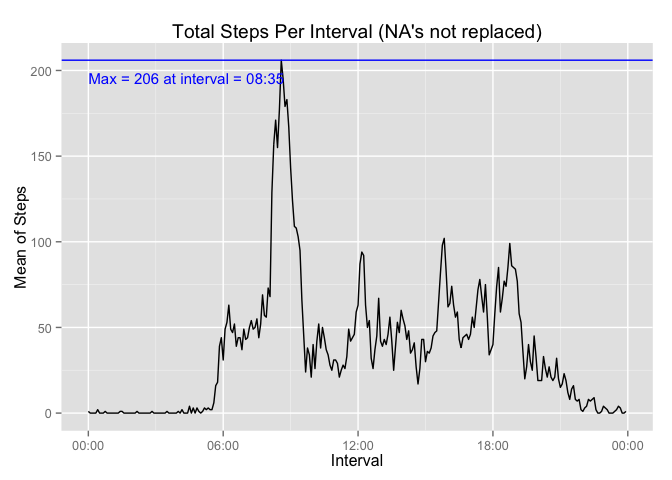 Total Steps Per Interval (NA's not replaced)
Max = 206 at interval = 08:35
Mean of Steps
200
150
100
50
0
00:00 06:00 12:00 18:00 00:00
Interval